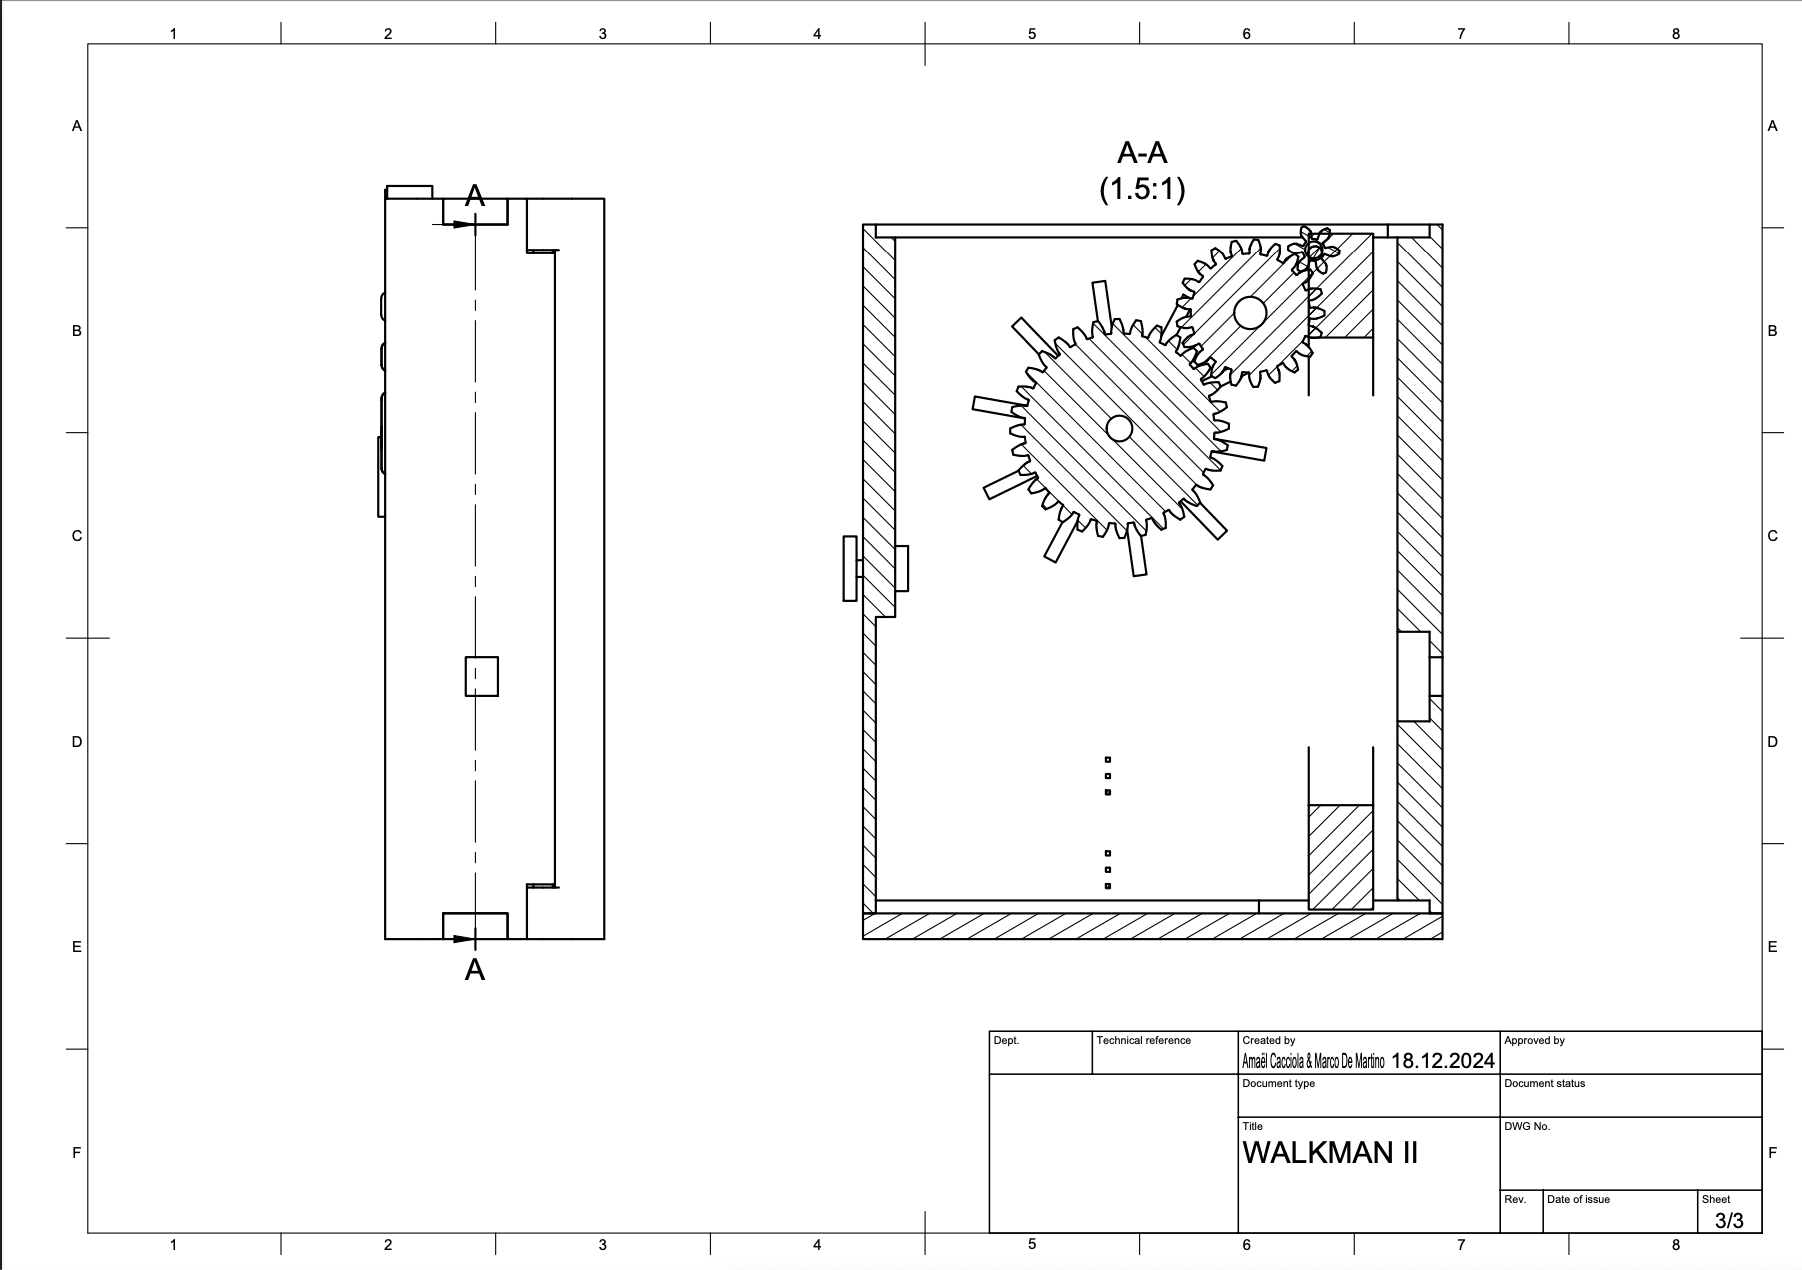 1 2 3 4 5 6 7 8
A A
A-A
(1.5:1)
A
B B
C C
D D
E E
A
Dept. Technical reference Created by Approved by
Amaël Cacciola & Marco De Martino 18.12.2024
Document type Document status
Title DWG No.
WALKMAN II
F F
Rev. Date of issue Sheet
3/3
1 2 3 4 5 6 7 8